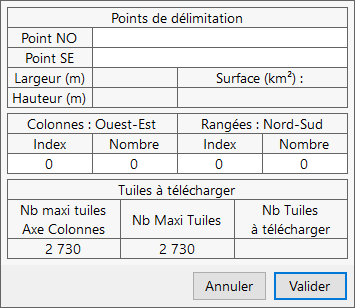 Points de délimitation
Point NO
Point SE
Largeur (m) Surface (km²) :
Hauteur (m)
Colonnes : Ouest-Est Rangées : Nord-Sud
Index Nombre Index Nombre
0 0 0 0
Tuiles à télécharger
Nb maxi tuiles
Axe Colonnes
Nb Maxi Tuiles
Nb Tuiles
à télécharger
2 730 2 730
Annuler Valider